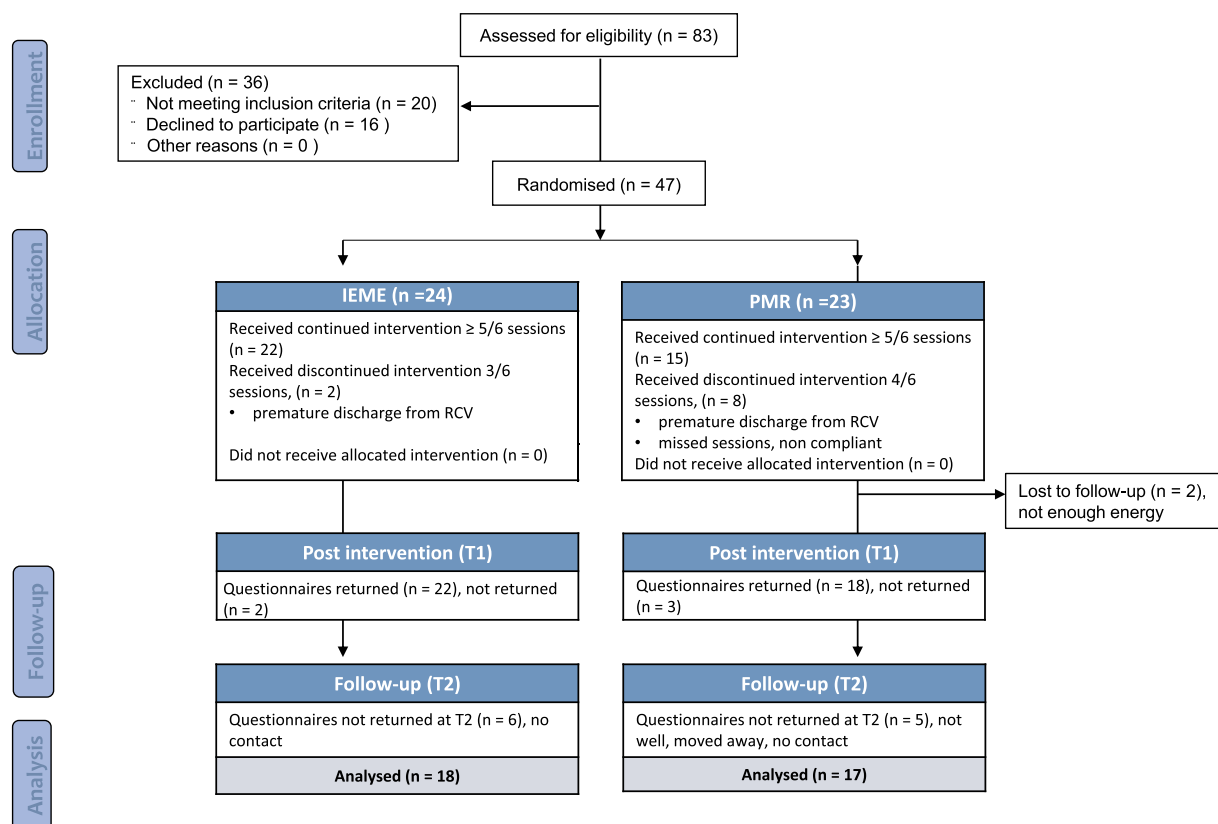 Enrollment
Assessed for eligibility (n = 83)
Excluded (n = 36)
¨ Not meeting inclusion criteria (n = 20)
¨ Declined to participate (n = 16 )
¨ Other reasons (n = 0 )
Randomised (n = 47)
Allocation
IEME (n =24)
Received continued intervention ≥ 5/6 sessions
(n = 22)
Received discontinued intervention 3/6
sessions, (n = 2)
• premature discharge from RCV
Did not receive allocated intervention (n = 0)
PMR (n =23)
Received continued intervention ≥ 5/6 sessions
(n = 15)
Received discontinued intervention 4/6
sessions, (n = 8)
• premature discharge from RCV
• missed sessions, non compliant
Did not receive allocated intervention (n = 0)
Lost to follow-up (n = 2),
not enough energy
Follow-up
Post intervention (T1)
Questionnaires returned (n = 22), not returned
(n = 2)
Post intervention (T1)
Questionnaires returned (n = 18), not returned
(n = 3)
Follow-up (T2)
Questionnaires not returned at T2 (n = 6), no
contact
Follow-up (T2)
Questionnaires not returned at T2 (n = 5), not
well, moved away, no contact
Analysis
Analysed (n = 18)
Analysed (n = 17)